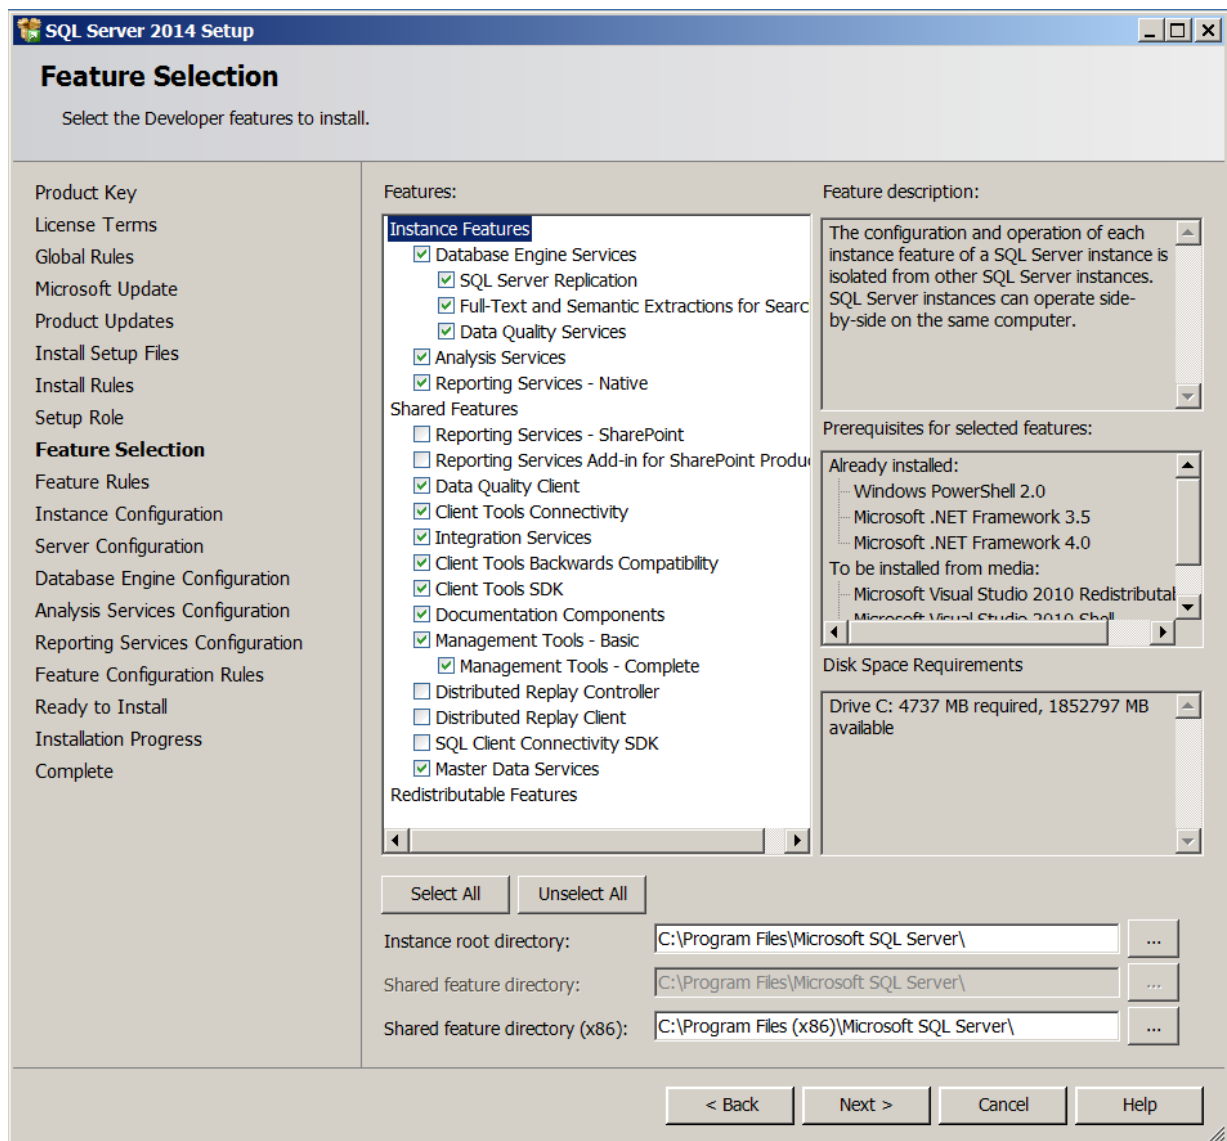 SQL Server 2014 Setup
Feature Selection
Select the Developer features to install.
Product Key
License Terms
Global Rules
Microsoft Update
Product Updates
Install Setup Files
Install Rules
Setup Role
Feature Selection
Feature Rules
Instance Configuration
Server Configuration
Database Engine Configuration
Analysis Services Configuration
Reporting Services Configuration
Feature Configuration Rules
Ready to Install
Installation Progress
Complete
Features:
Instance Features
Database Engine Services
SQL Server Replication
Full-Text and Semantic Extractions for Searc
Data Quality Services
Analysis Services
Reporting Services - Native
Shared Features
Reporting Services - SharePoint
Reporting Services Add-in for SharePoint Produ
Data Quality Client
Client Tools Connectivity
Integration Services
Client Tools Backwards Compatibility
Client Tools SDK
Documentation Components
Management Tools - Basic
Management Tools - Complete
Distributed Replay Controller
Distributed Replay Client
SQL Client Connectivity SDK
Master Data Services
Redistributable Features
Feature description:
The configuration and operation of each
instance feature of a SQL Server instance is
isolated from other SQL Server instances.
SQL Server instances can operate side-
by-side on the same computer.
Prerequisites for selected features:
Already installed:
Windows PowerShell 2.0
Microsoft .NET Framework 3.5
Microsoft .NET Framework 4.0
To be installed from media:
Microsoft Visual Studio 2010 Redistributal
Microsoft Visual Studio 2010 Shell
Disk Space Requirements
Drive C: 4737 MB required, 1852797 MB
available
Select All
Unselect All
Instance root directory:
C:\Program Files\Microsoft SQL Server\
...
Shared feature directory:
C:\Program Files\Microsoft SQL Server\
...
Shared feature directory (x86):
C:\Program Files (x86)\Microsoft SQL Server\
...
< Back
Next >
Cancel
Help